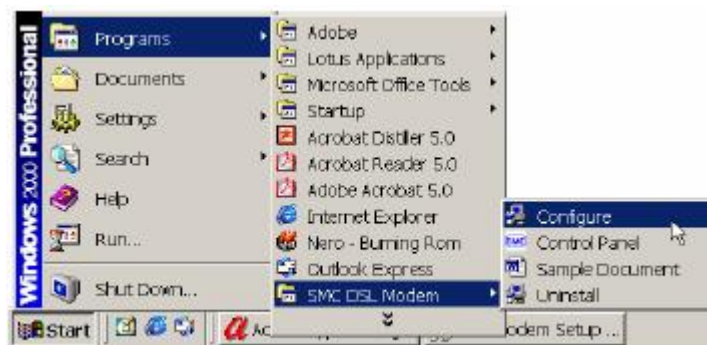 Windows 2000 Professional
Programs
Documents
Settings
Search
Help
Run...
Shut Down...
Adobe
Lotus Applications
Microsoft Office Tools
Startup
Acrobat Distiller 5.0
Acrobat Reader 5.0
Adobe Acrobat 5.0
Internet Explorer
Nero - Burning Rom
Outlook Express
SMC DSL Modem
Configure
Control Panel
Sample Document
Uninstall
Start
Setup ...